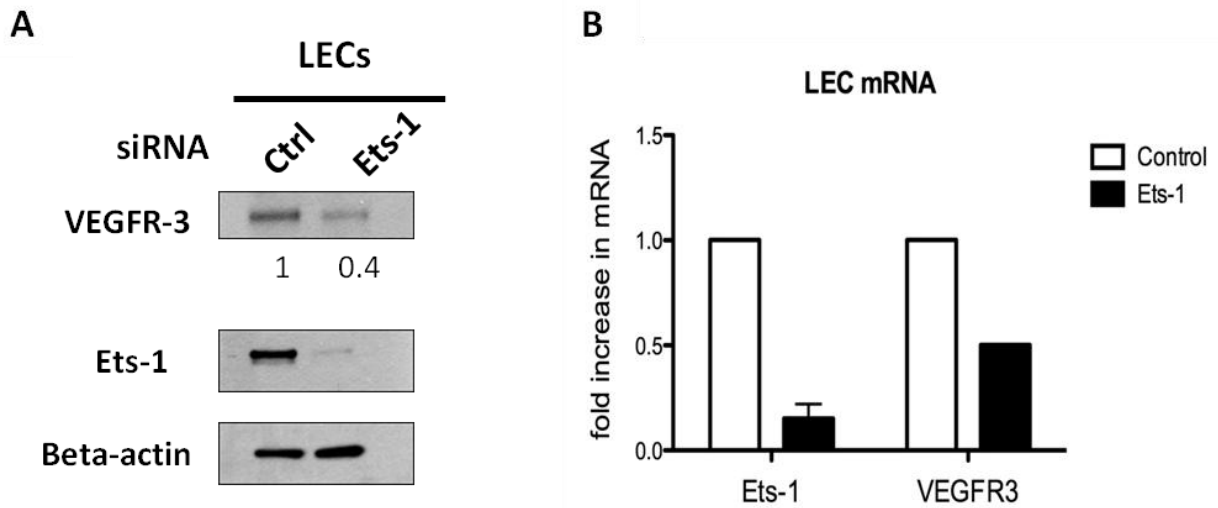 A
LECs
siRNA Ctrl Ets-1
VEGFR-3
1 0.4
Ets-1
Beta-actin
B
LEC mRNA
fold increase in mRNA
1.5
1.0
0.5
0.0
Ets-1 VEGFR3
Control
Ets-1